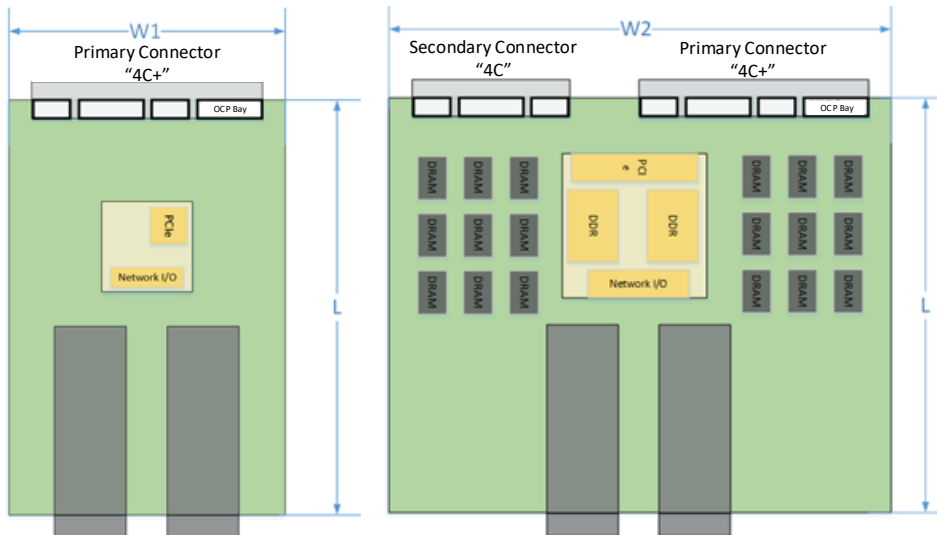 W1
Primary Connector
“4C+”
OCP Bay
L
PCIe
Network I/O
W2
Secondary Connector
“4C”
Primary Connector
“4C+”
OCP Bay
L
DRAM DRAM DRAM
DRAM DRAM DRAM
DRAM DRAM DRAM
PCI
e
DDR DDR
Network I/O
DRAM DRAM DRAM
DRAM DRAM DRAM
DRAM DRAM DRAM